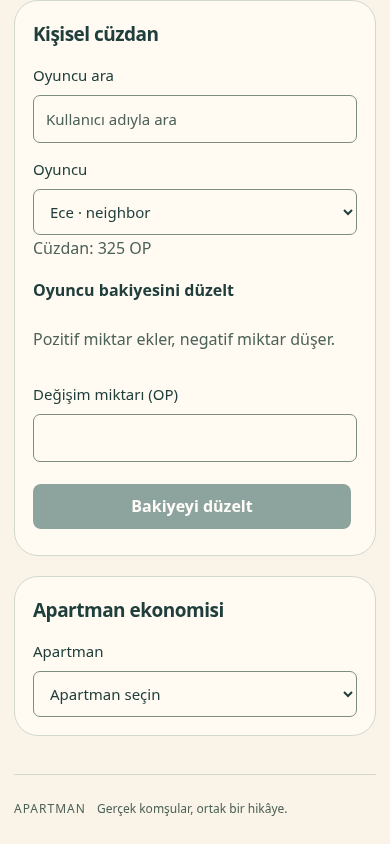 Kişisel cüzdan
Oyuncu ara
Kullanıcı adıyla ara
Oyuncu
Ece · neighbor
Cüzdan: 325 OP
Oyuncu bakiyesini düzelt
Pozitif miktar ekler, negatif miktar düşer.
Değişim miktarı (OP)
Bakiyeyi düzelt
Apartman ekonomisi
Apartman
Apartman seçin
APARTMAN Gerçek komşular, ortak bir hikâye.